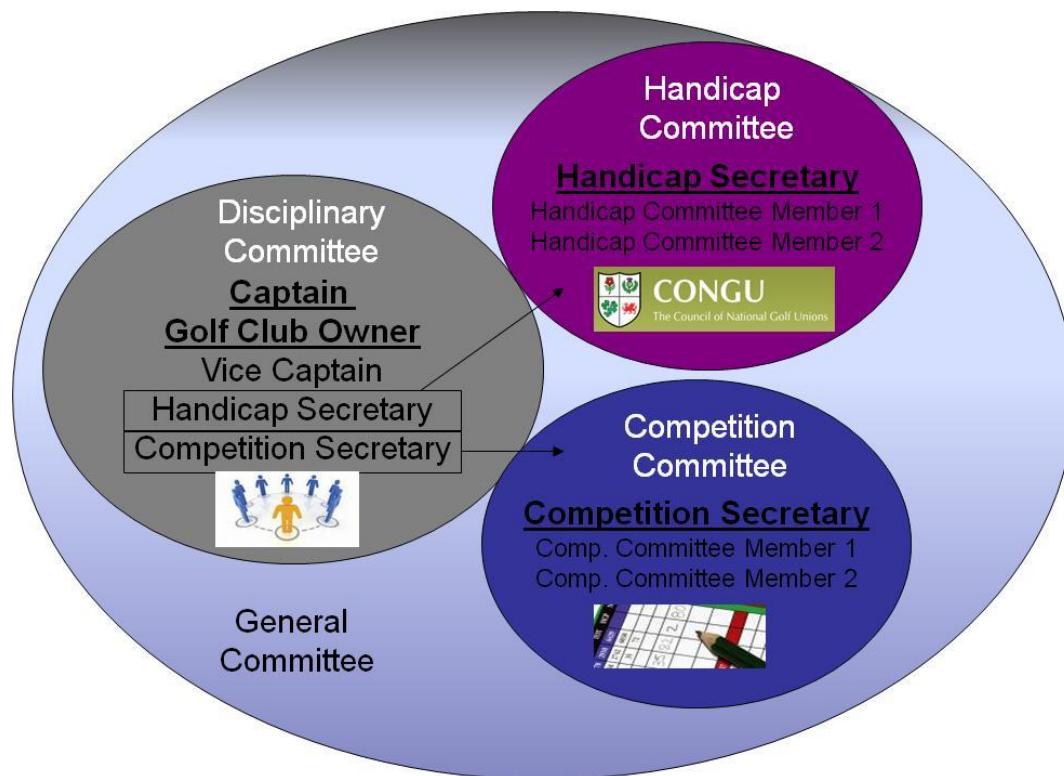 Handicap
Committee
Handicap Secretary
Handicap Committee Member 1
Handicap Committee Member 2
CONGU
The Council of National Golf Unions
Disciplinary
Committee
Captain
Golf Club Owner
Vice Captain
Handicap Secretary
Competition Secretary
Competition
Committee
Competition Secretary
Comp. Committee Member 1
Comp. Committee Member 2
General
Committee